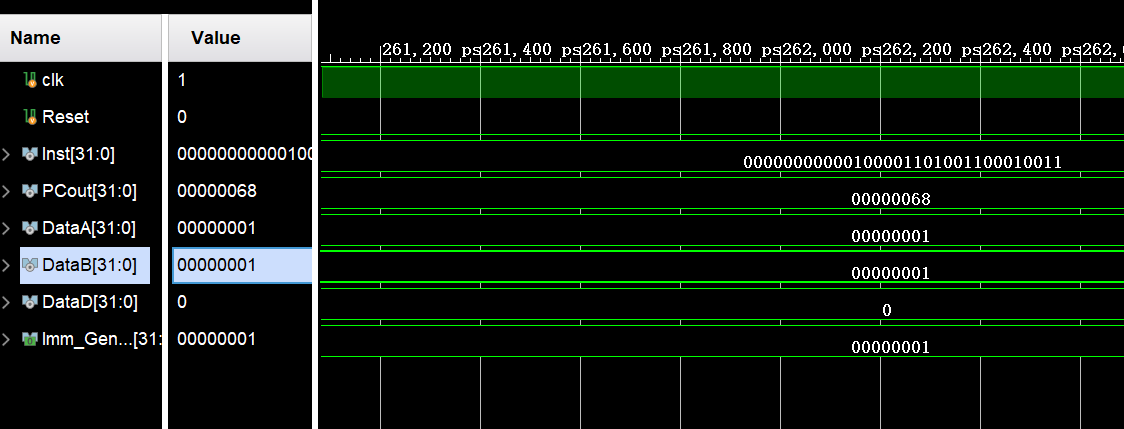 Name Value
261,200 ps 261,400 ps 261,600 ps 261,800 ps 262,000 ps 262,200 ps 262,400 ps 262,
clk 1
Reset 0
Inst[31:0] 00000000000100 00000000000100001101001100010011
PCout[31:0] 00000068 00000068
DataA[31:0] 00000001 00000001
DataB[31:0] 00000001 00000001
DataD[31:0] 0 0
Imm_Gen...[31: 00000001 00000001